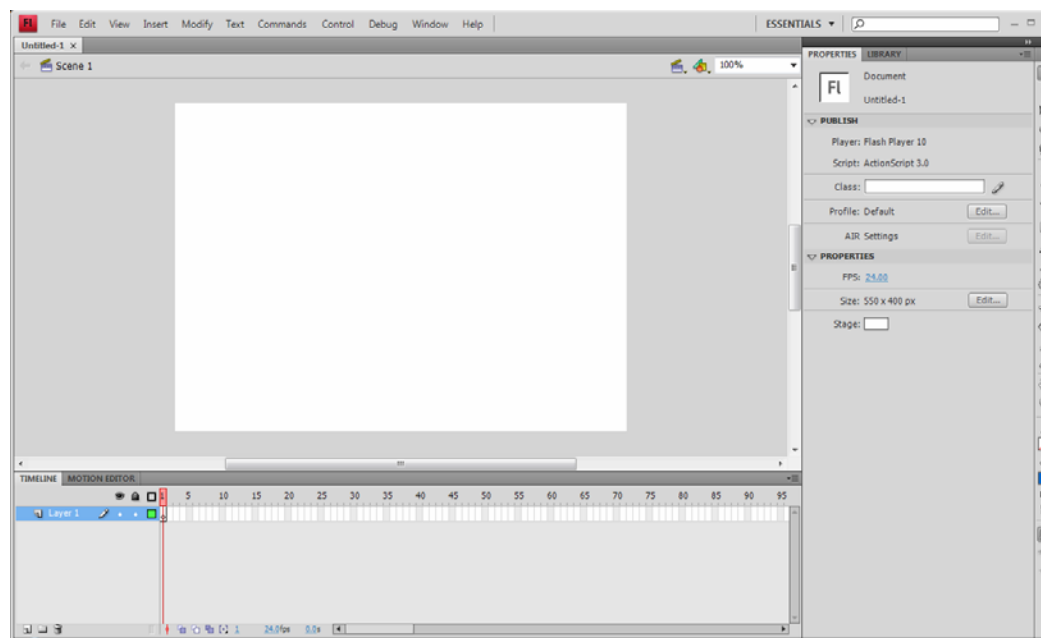 FL File Edit View Insert Modify Text Commands Control Debug Window Help ESSENTIALS
Untitled-1
Scene 1 100%
PROPERTIES LIBRARY
Fl Document
Untitled-1
PUBLISH
Player: Flash Player 10
Script: ActionScript 3.0
Class:
Profile: Default Edit...
AIR Settings Edit...
PROPERTIES
FPS: 24.00
Size: 550 x 400 px Edit...
Stage:
TIMELINE MOTION EDITOR
1 5 10 15 20 25 30 35 40 45 50 55 60 65 70 75 80 85 90 95
Layer 1
1 24.0fps 0.0s